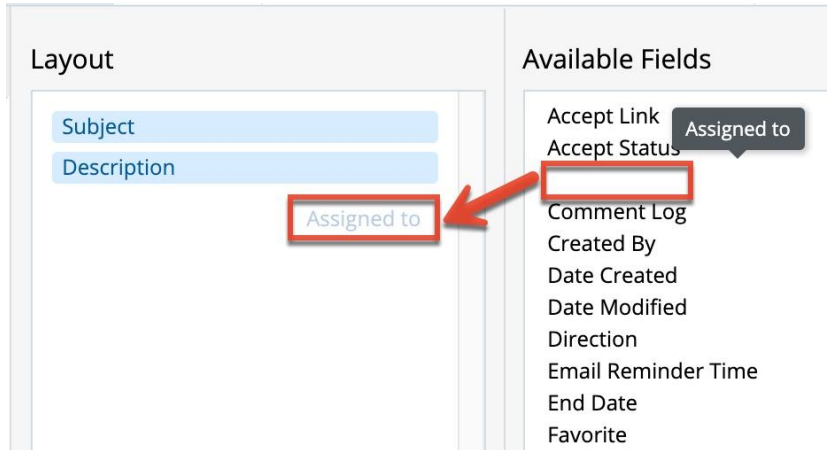 Layout
Subject
Description
Assigned to
Available Fields
Accept Link
Assigned to
Accept Status
Comment Log
Created By
Date Created
Date Modified
Direction
Email Reminder Time
End Date
Favorite